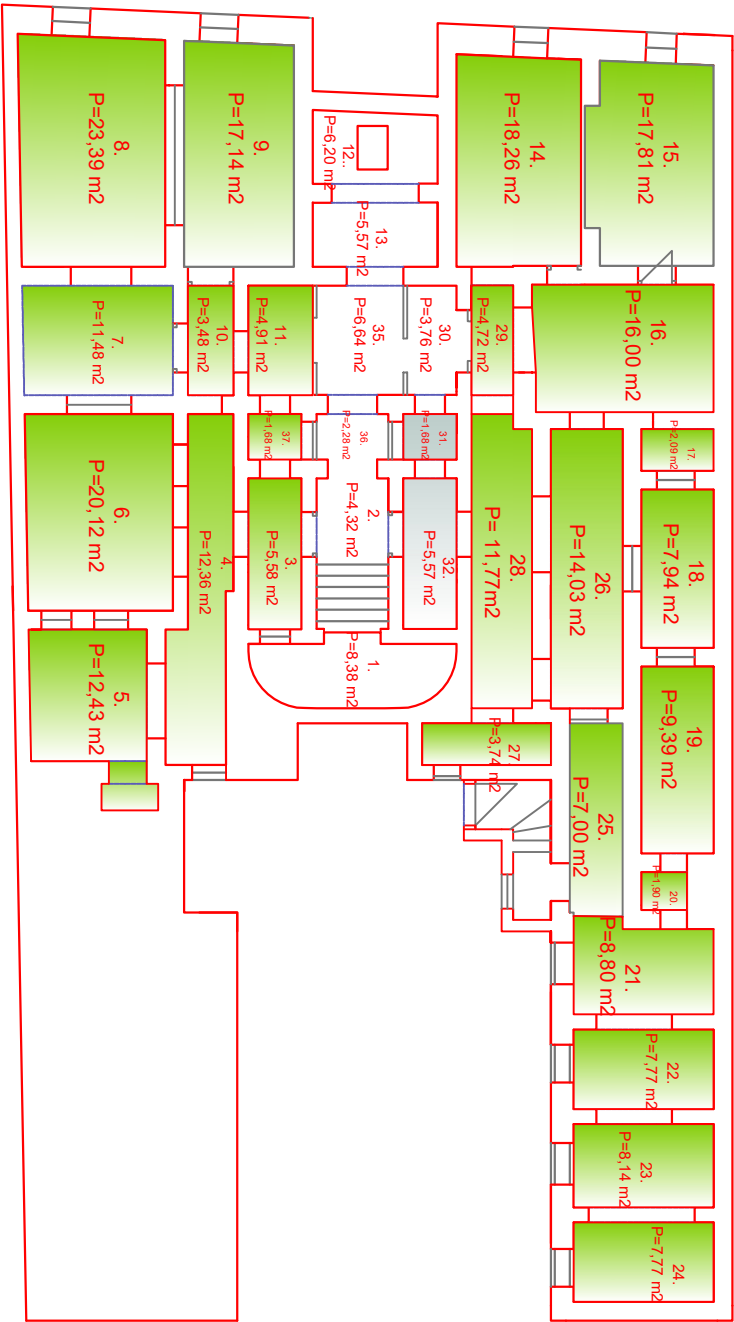 8.
P=23,39 m2
9.
P=17,14 m2
12..
P=6,20 m2
13.
P=5,57 m2
14.
P=18,26 m2
15.
P=17,81 m2
7.
P=11,48 m2
10.
P=3,48 m2
11.
P=4,91 m2
35.
P=6,64 m2
30.
P=3,76 m2
29.
P=4,72 m2
16.
P=16,00 m2
37.
P=1,68 m2
36.
P=2,28 m2
31.
P=1,68 m2
17.
P=2,09 m2
6.
P=20,12 m2
4.
P=12,36 m2
3.
P=5,58 m2
2.
P=4,32 m2
32.
P=5,57 m2
28.
P= 11,77m2
26.
P=14,03 m2
18.
P=7,94 m2
5.
P=12,43 m2
1.
P=8,38 m2
27.
P=3,74 m2
19.
P=9,39 m2
25.
P=7,00 m2
20.
P=1,90 m2
21.
P=8,80 m2
22.
P=7,77 m2
23.
P=8,14 m2
24.
P=7,77 m2